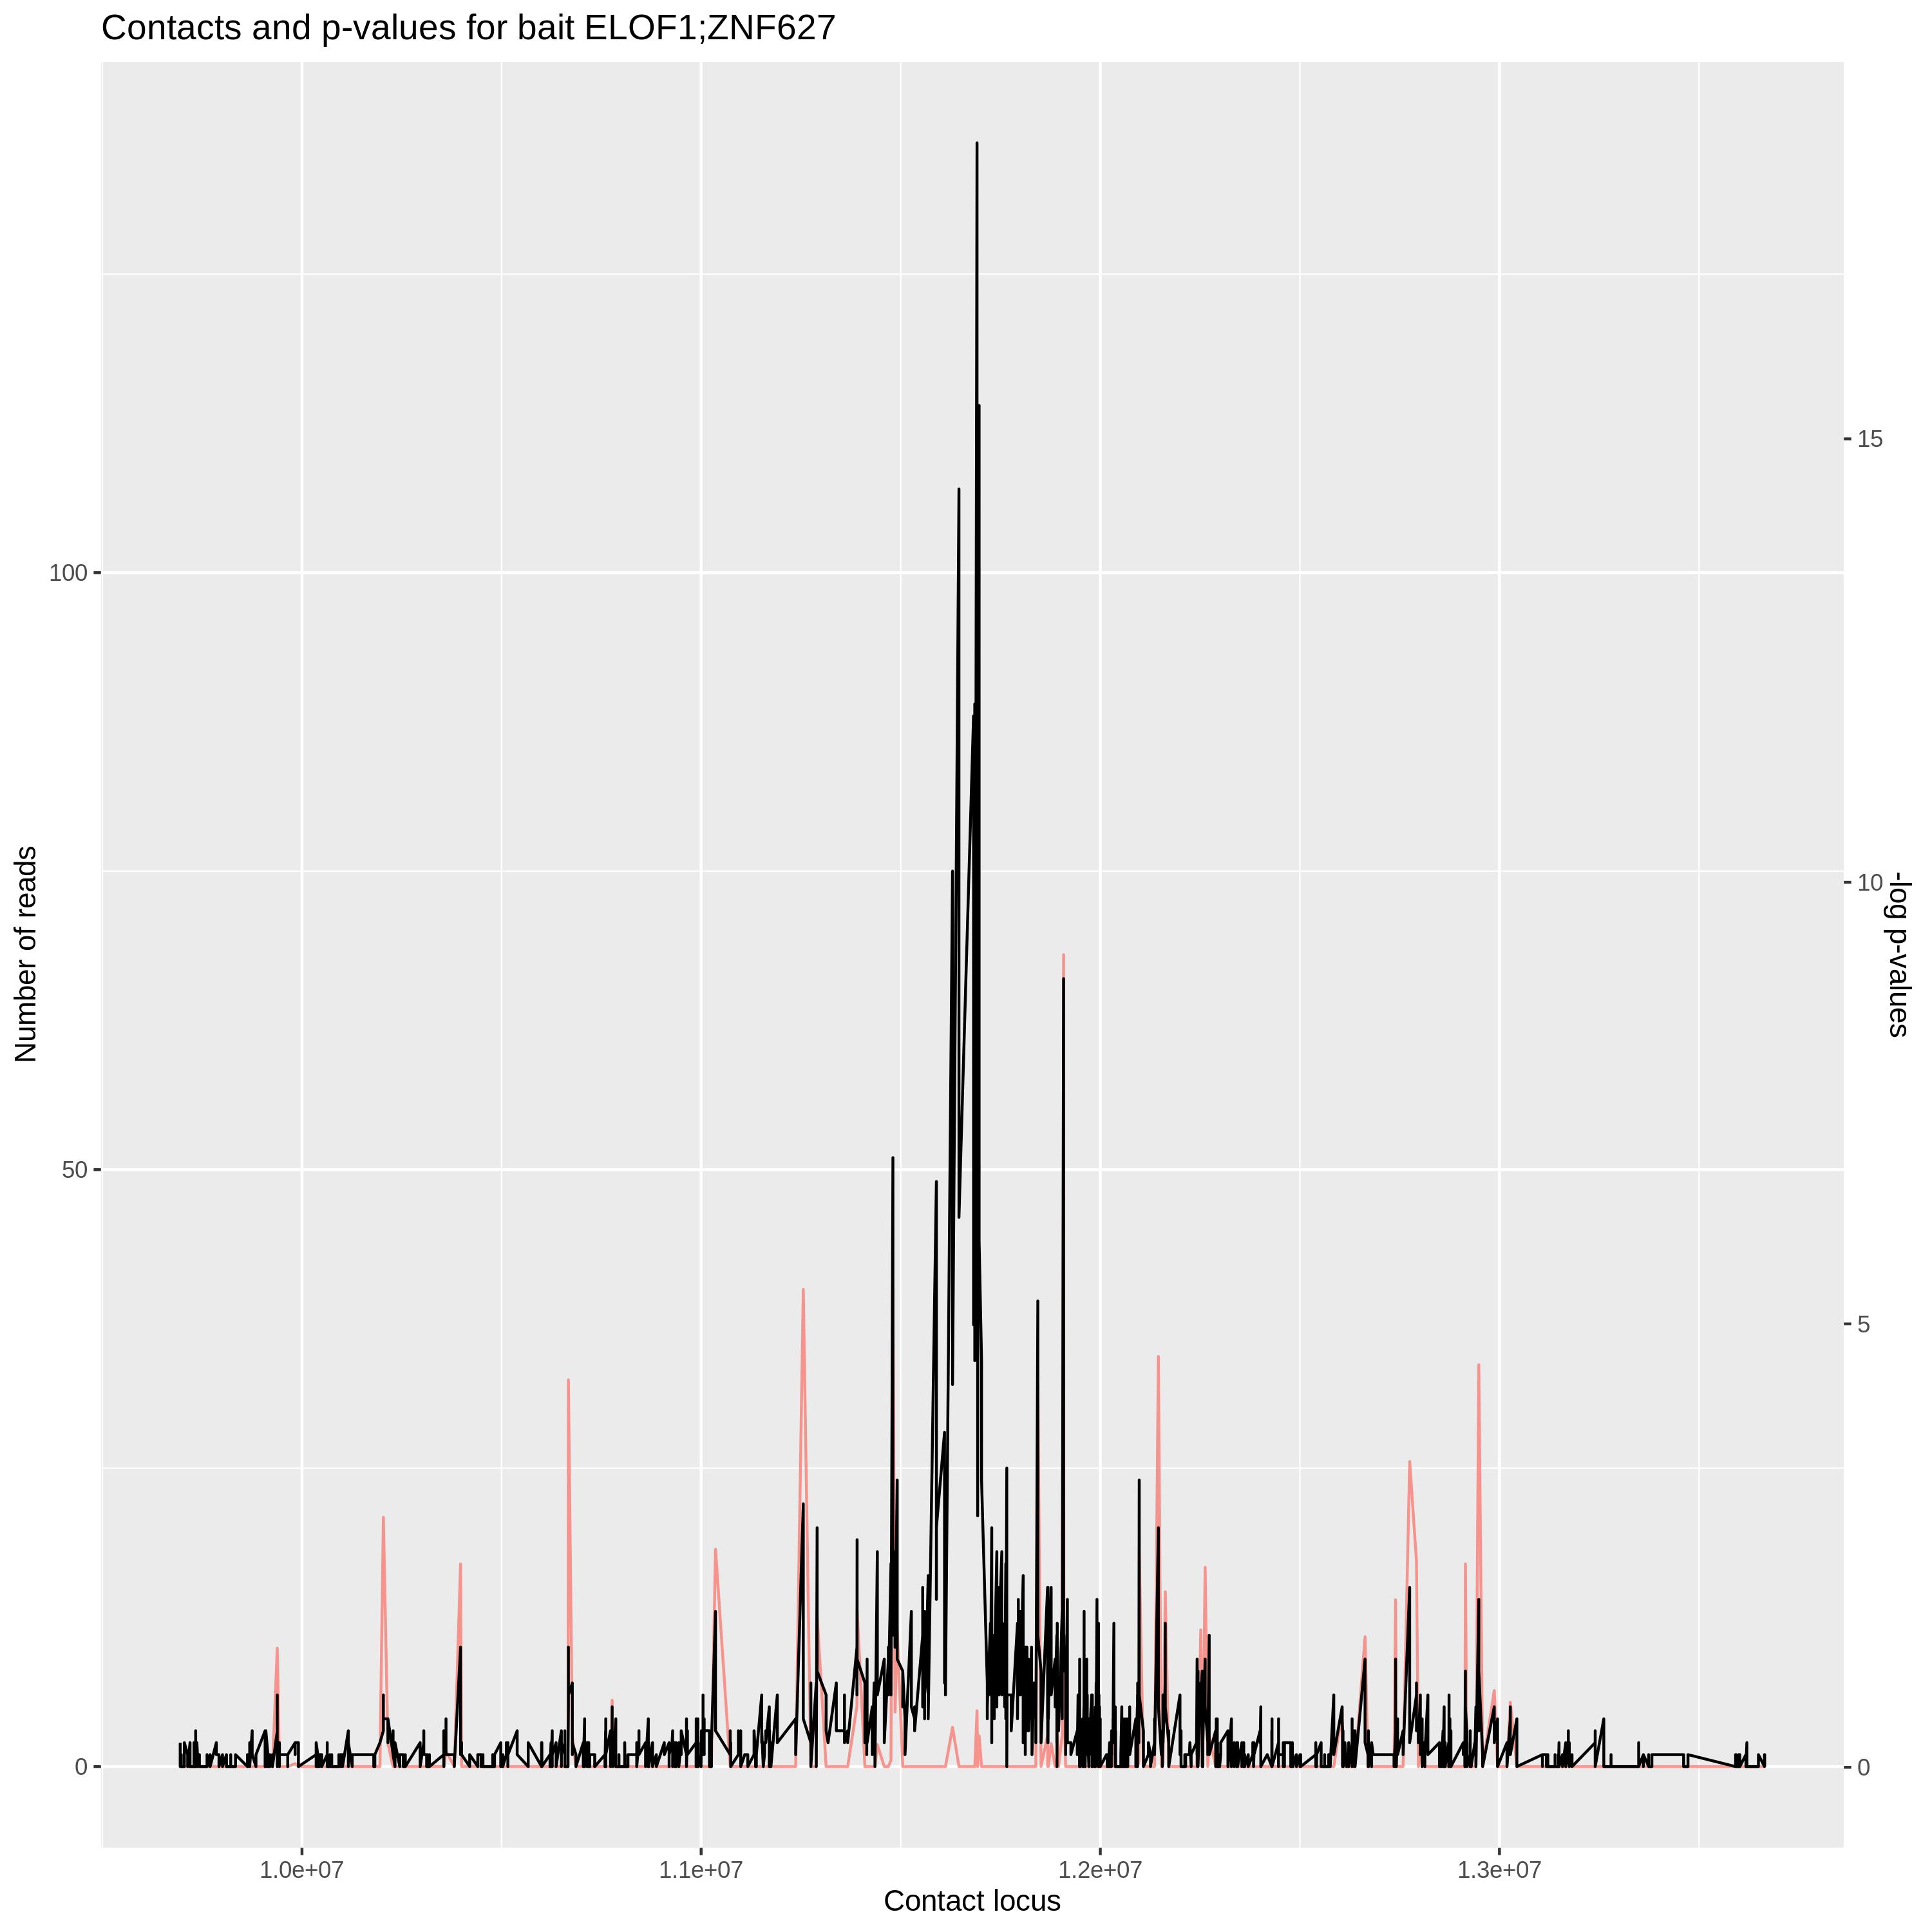 Contacts and p-values for bait ELOF1;ZNF627
Number of reads
100
50
0
15
10
5
0
-log p-values
1.0e+07
1.1e+07
1.2e+07
1.3e+07
Contact locus